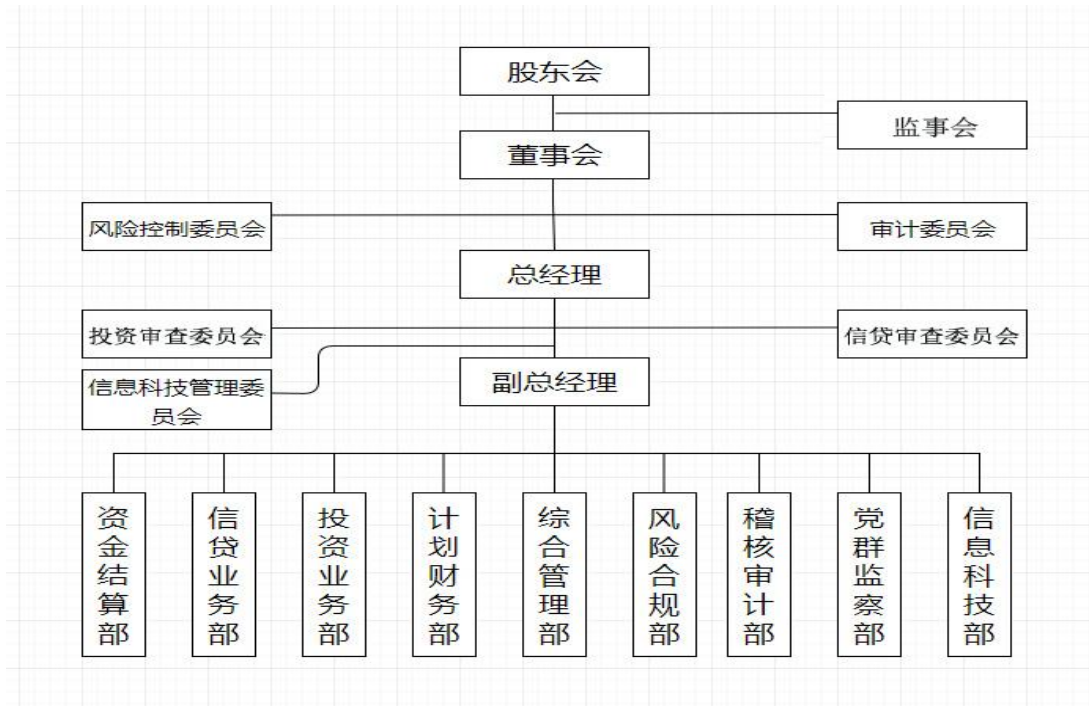 股东会
监事会
董事会
风险控制委员会
审计委员会
总经理
投资审查委员会
信贷审查委员会
信息科技管理委
员会
副总经理
资金结算部
信贷业务部
投资业务部
计划财务部
综合管理部
风险合规部
稽核审计部
党群监察部
信息科技部